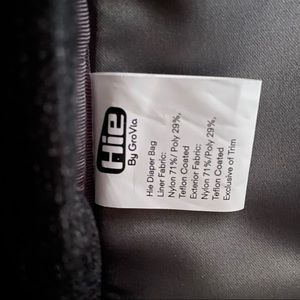 Hie
By GroVia
Hie Diaper Bag
Liner Fabric:
Nylon 71%/ Poly 29%,
Teflon Coated
Exterior Fabric:
Nylon 71%/Poly 29%,
Teflon Coated
Exclusive of Trim